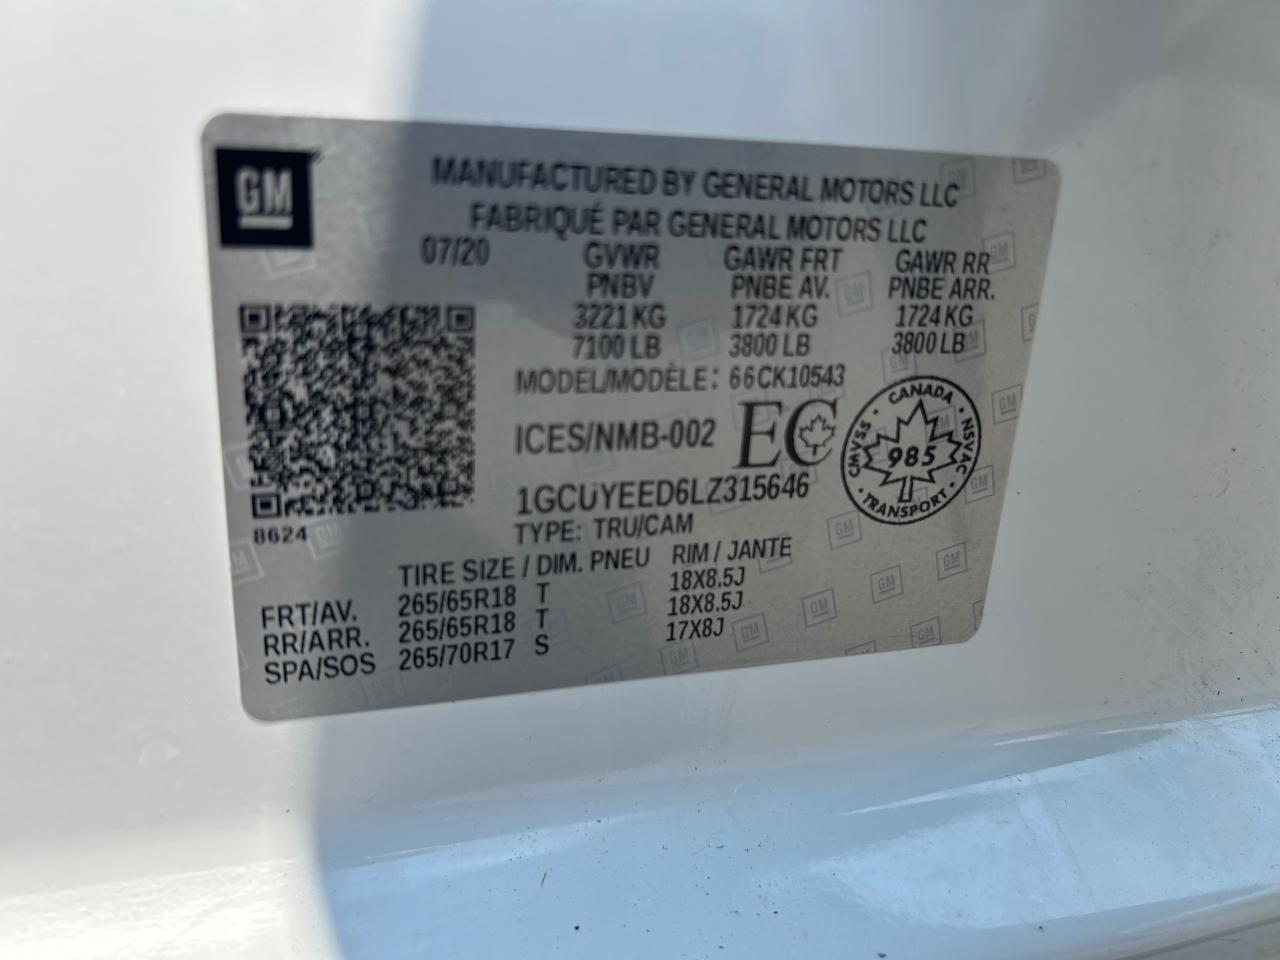 GM
MANUFACTURED BY GENERAL MOTORS LLC
FABRIQUÉ PAR GENERAL MOTORS LLC
07/20 GVWR GAWR FRT GAWR RR
PNBV PNBE AV. PNBE ARR.
3221 KG 1724 KG 1724 KG
7100 LB 3800 LB 3800 LB
MODEL/MODÈLE: 66CK10543
ICES/NMB-002 EC
CANADA
CMVSS 985 NSVAC
TRANSPORT
1GCUYEED6LZ315646
8624
TYPE: TRU/CAM
TIRE SIZE / DIM. PNEU RIM / JANTE
FRT/AV. 265/65R18 T 18X8.5J
RR/ARR. 265/65R18 T 18X8.5J
SPA/SOS 265/70R17 S 17X8J